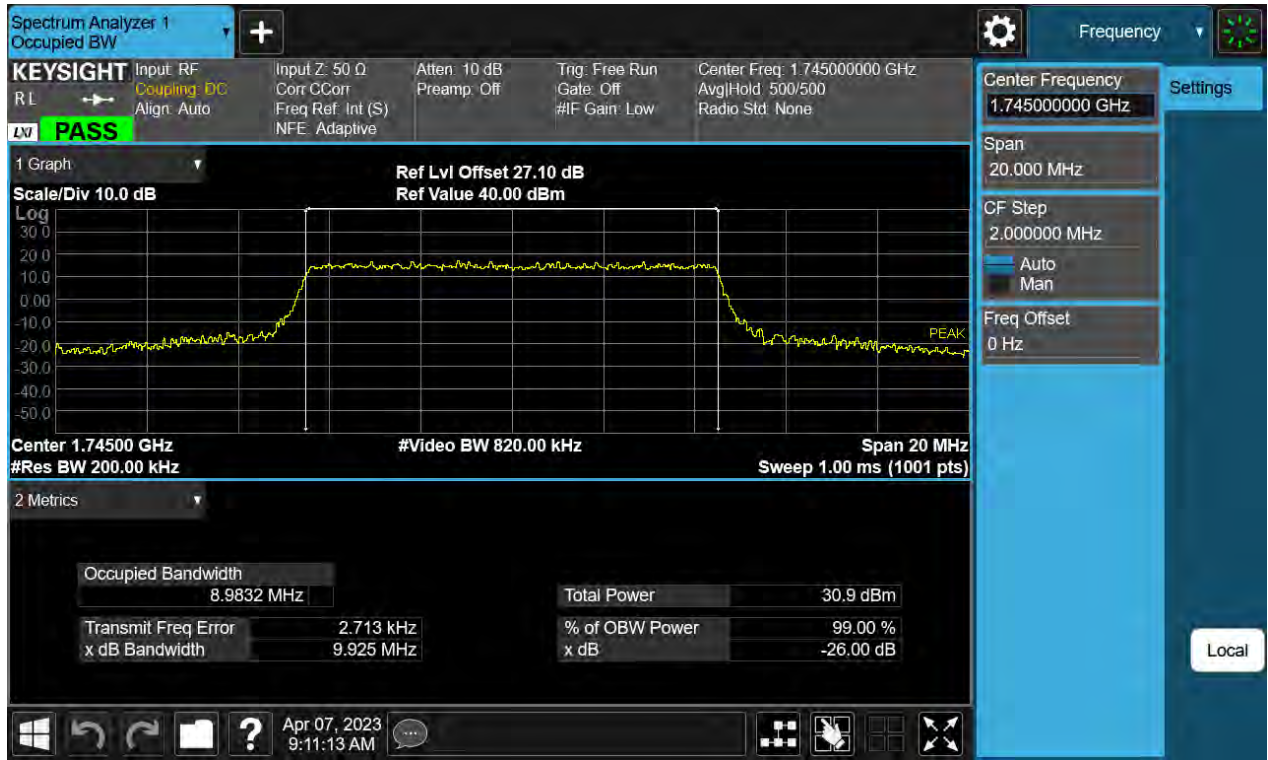 Spectrum Analyzer 1
Occupied BW
Frequency
KEYSIGHT
RL
LXI
PASS
Input: RF
Coupling: DC
Align: Auto
Input Z: 50 Ω
Corr CCorr
Freq Ref: Int (S)
NFE: Adaptive
Atten: 10 dB
Preamp: Off
Trig: Free Run
Gate: Off
#IF Gain: Low
Center Freq: 1.745000000 GHz
Avg|Hold: 500/500
Radio Std: None
Center Frequency
1.745000000 GHz
Settings
Span
20.000 MHz
CF Step
2.000000 MHz
Auto
Man
Freq Offset
0 Hz
Local
1 Graph
Scale/Div 10.0 dB
Ref Lvl Offset 27.10 dB
Ref Value 40.00 dBm
Log
30.0
20.0
10.0
0.00
-10.0
-20.0
-30.0
-40.0
-50.0
PEAK
Center 1.74500 GHz
#Video BW 820.00 kHz
Span 20 MHz
#Res BW 200.00 kHz
Sweep 1.00 ms (1001 pts)
2 Metrics
Occupied Bandwidth
8.9832 MHz
Total Power 30.9 dBm
Transmit Freq Error 2.713 kHz
% of OBW Power 99.00 %
x dB Bandwidth 9.925 MHz
x dB -26.00 dB
?
Apr 07, 2023
9:11:13 AM